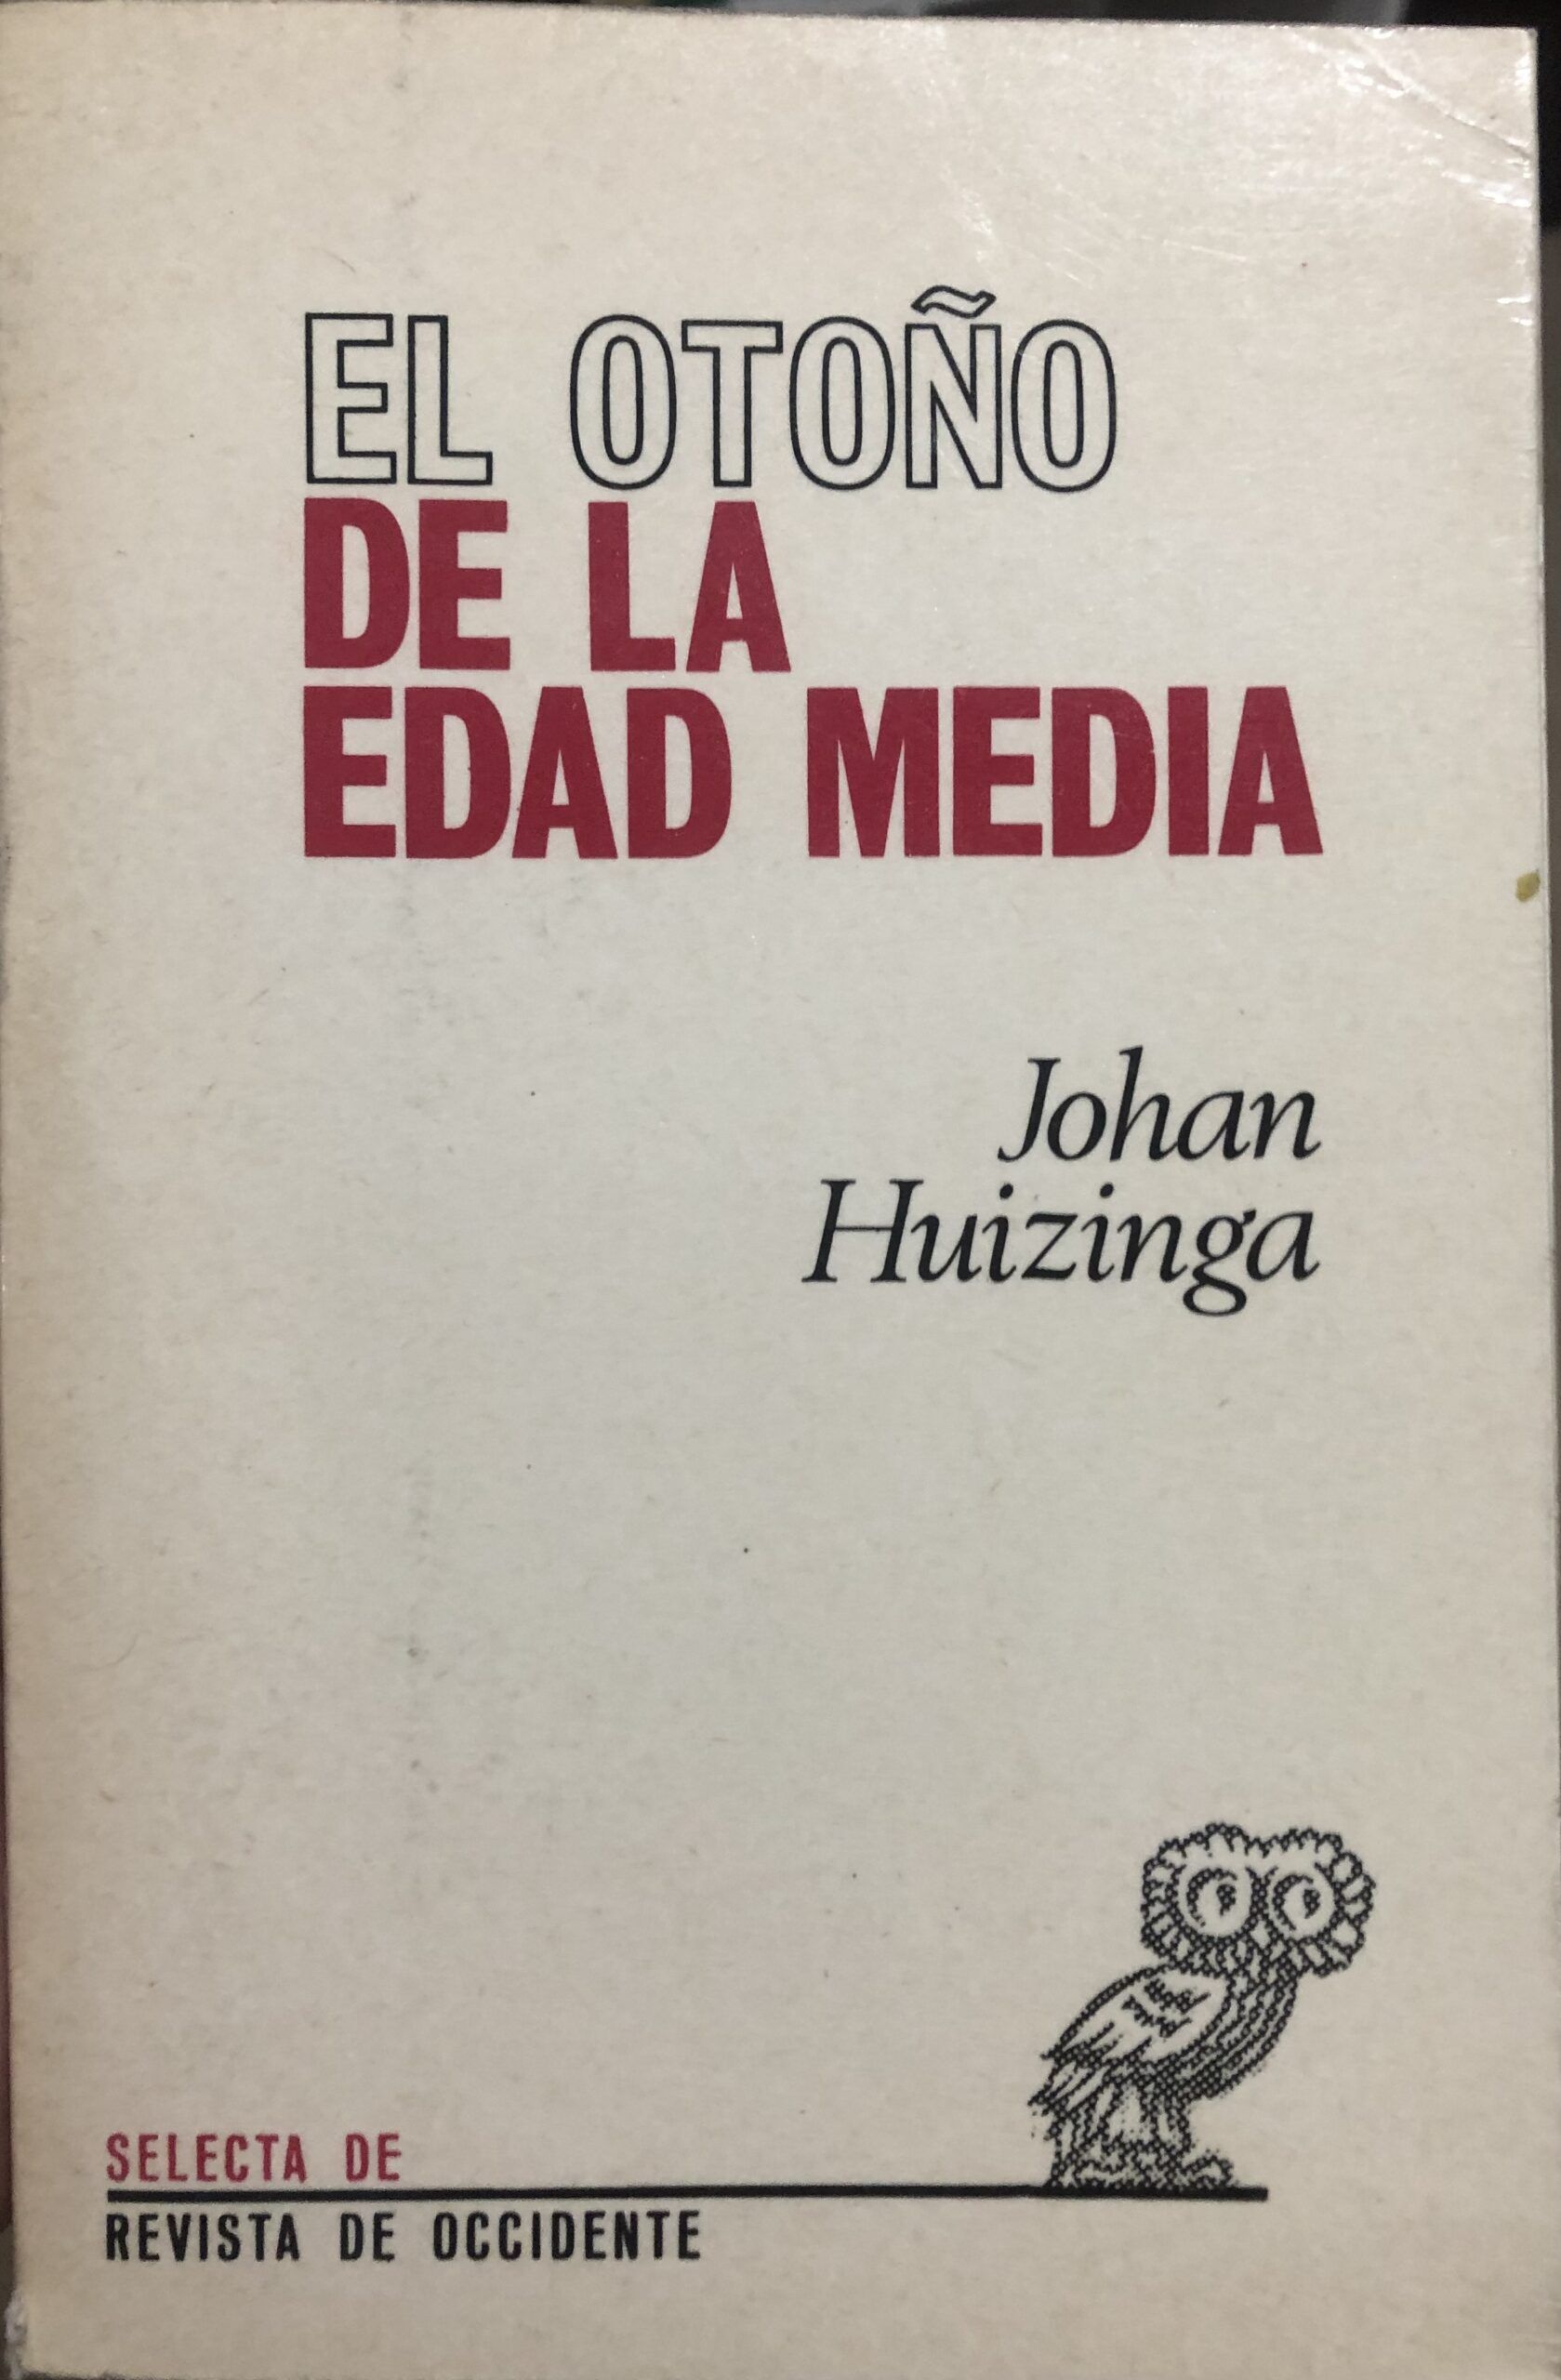 EL OTOÑO
DE LA
EDAD MEDIA
Johan
Huizinga
SELECTA DE
REVISTA DE OCCIDENTE